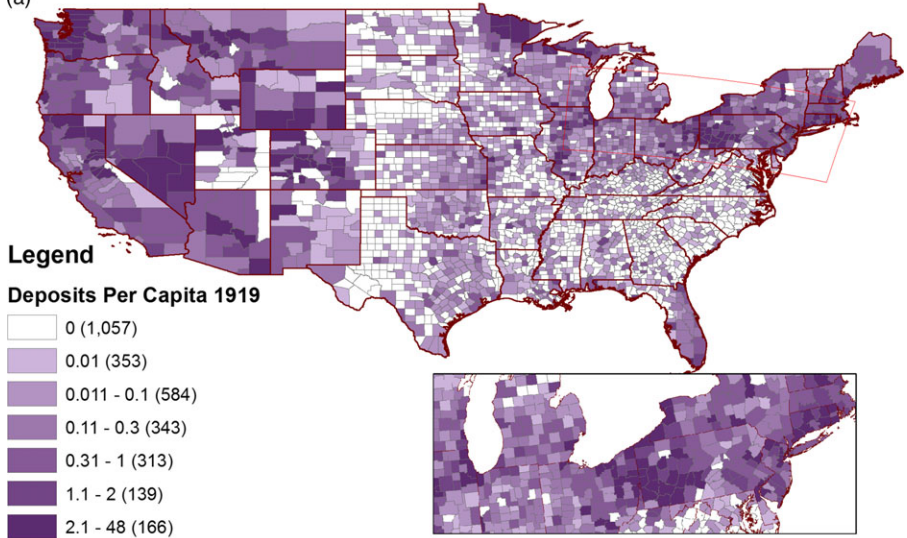 (a)
Legend
Deposits Per Capita 1919
0 (1,057)
0.01 (353)
0.011 - 0.1 (584)
0.11 - 0.3 (343)
0.31 - 1 (313)
1.1 - 2 (139)
2.1 - 48 (166)